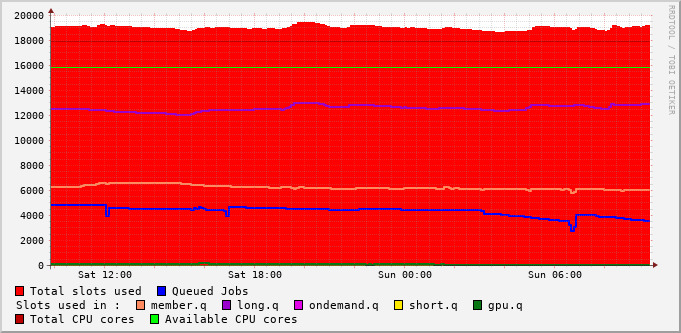 20000
18000
16000
14000
12000
10000
8000
6000
4000
2000
0
Sat 12:00 Sat 18:00 Sun 00:00 Sun 06:00
RRDTOOL / TOBI OETIKER
Total slots used Queued Jobs
Slots used in : member.q long.q ondemand.q short.q gpu.q
Total CPU cores Available CPU cores